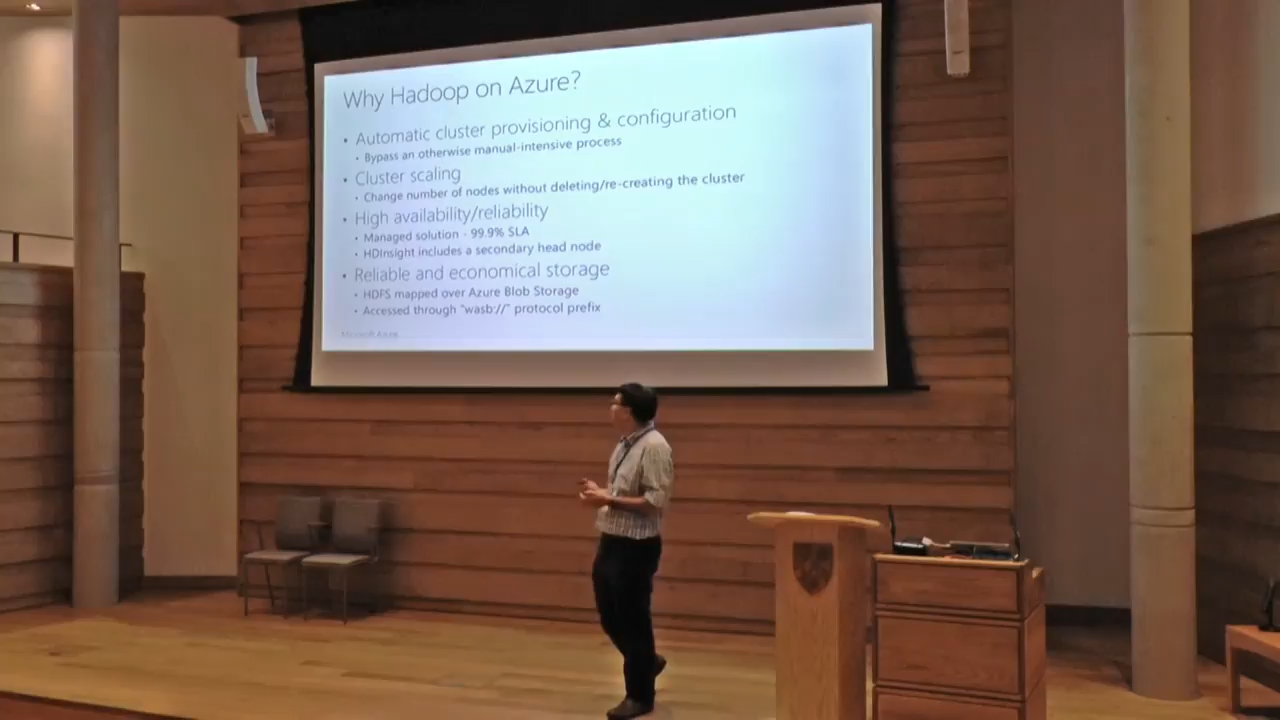 Why Hadoop on Azure?
• Automatic cluster provisioning & configuration
• Bypass an otherwise manual-intensive process
• Cluster scaling
• Change number of nodes without deleting/re-creating the cluster
• High availability/reliability
• Managed solution - 99.9% SLA
• HDInsight includes a secondary head node
• Reliable and economical storage
• HDFS mapped over Azure Blob Storage
• Accessed through "wasb://" protocol prefix
Microsoft Azure